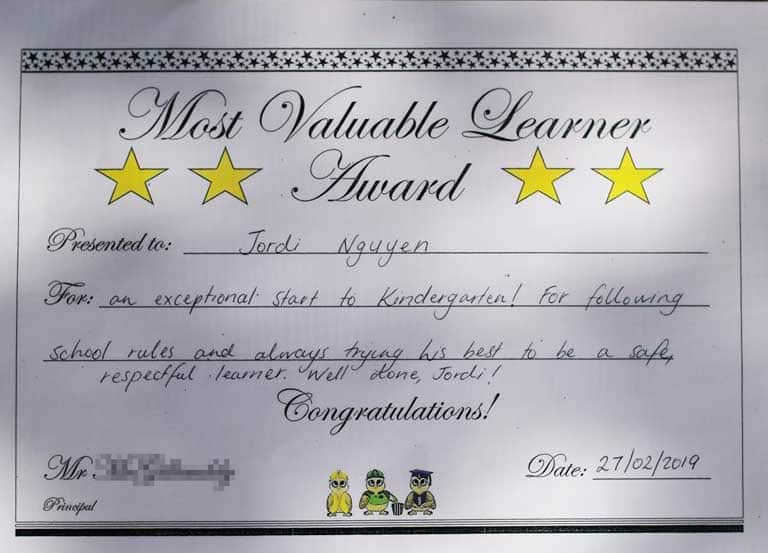 Most Valuable Learner
Award
Presented to: Jordi Nguyen
For: an exceptional start to Kindergarten! For following
school rules and always trying his best to be a safe,
respectful learner. Well done, Jordi!
Congratulations!
Mr
Date: 27/02/2019
Principal